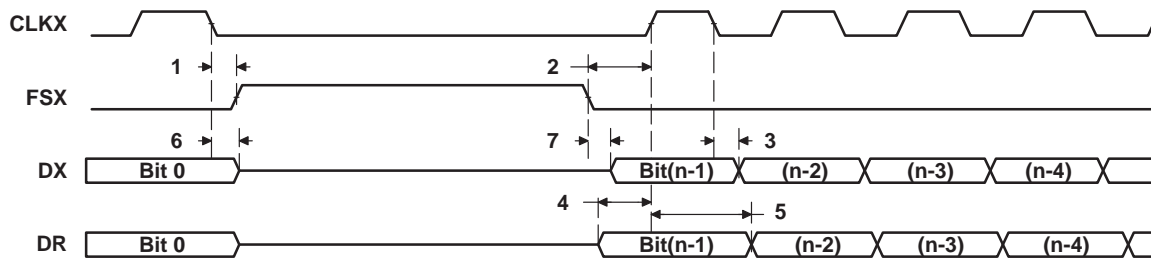 CLKX
1 2
FSX
6 7 3
DX Bit 0 Bit(n-1) (n-2) (n-3) (n-4)
4 5
DR Bit 0 Bit(n-1) (n-2) (n-3) (n-4)